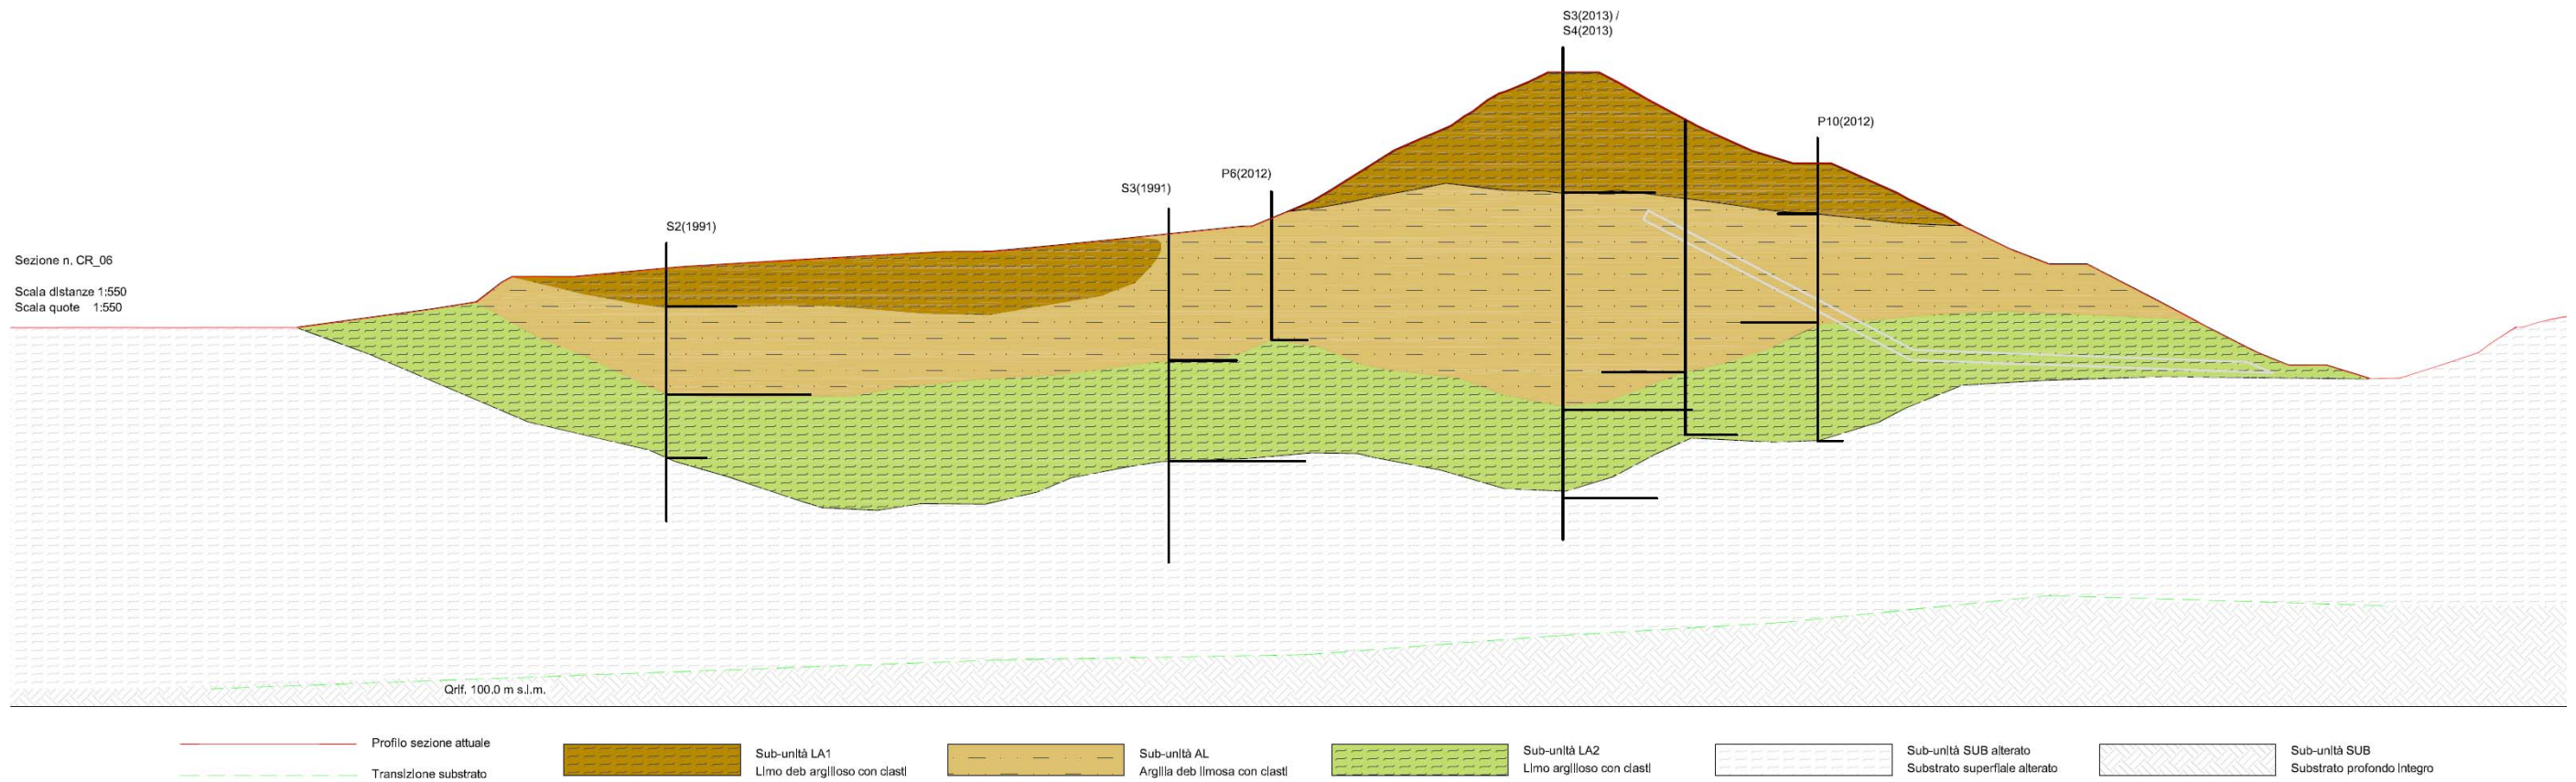 S3(2013) /
S4(2013)
P10(2012)
P6(2012)
S3(1991)
S2(1991)
Sezione n. CR_06
Scala distanze 1:550
Scala quote 1:550
Qrif. 100.0 m s.l.m.
Profilo sezione attuale
Transizione substrato
Sub-unità LA1
Limo deb argilloso con clasti
Sub-unità AL
Argilla deb limosa con clasti
Sub-unità LA2
Limo argilloso con clasti
Sub-unità SUB alterato
Substrato superfiale alterato
Sub-unità SUB
Substrato profondo integro